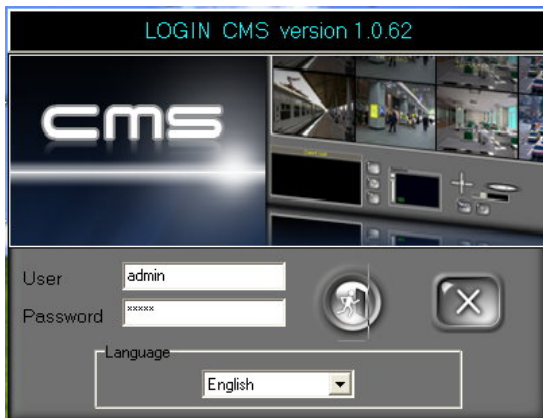 LOGIN CMS version 1.0.62
cms
User
admin
Password
*****
Language
English